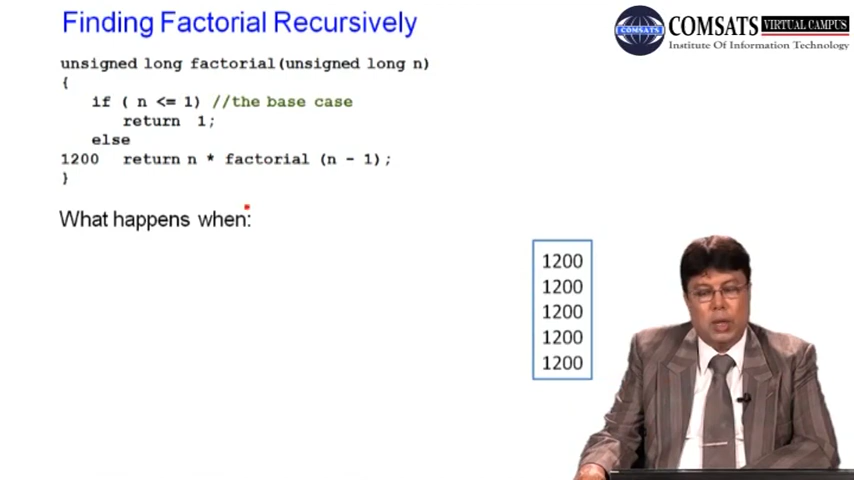 Finding Factorial Recursively
COMSATS VIRTUAL CAMPUS
Institute Of Information Technology
COMSATS
unsigned long factorial(unsigned long n)
{
if ( n <= 1) //the base case
return 1;
else
1200 return n * factorial (n - 1);
}
What happens when:
1200
1200
1200
1200
1200